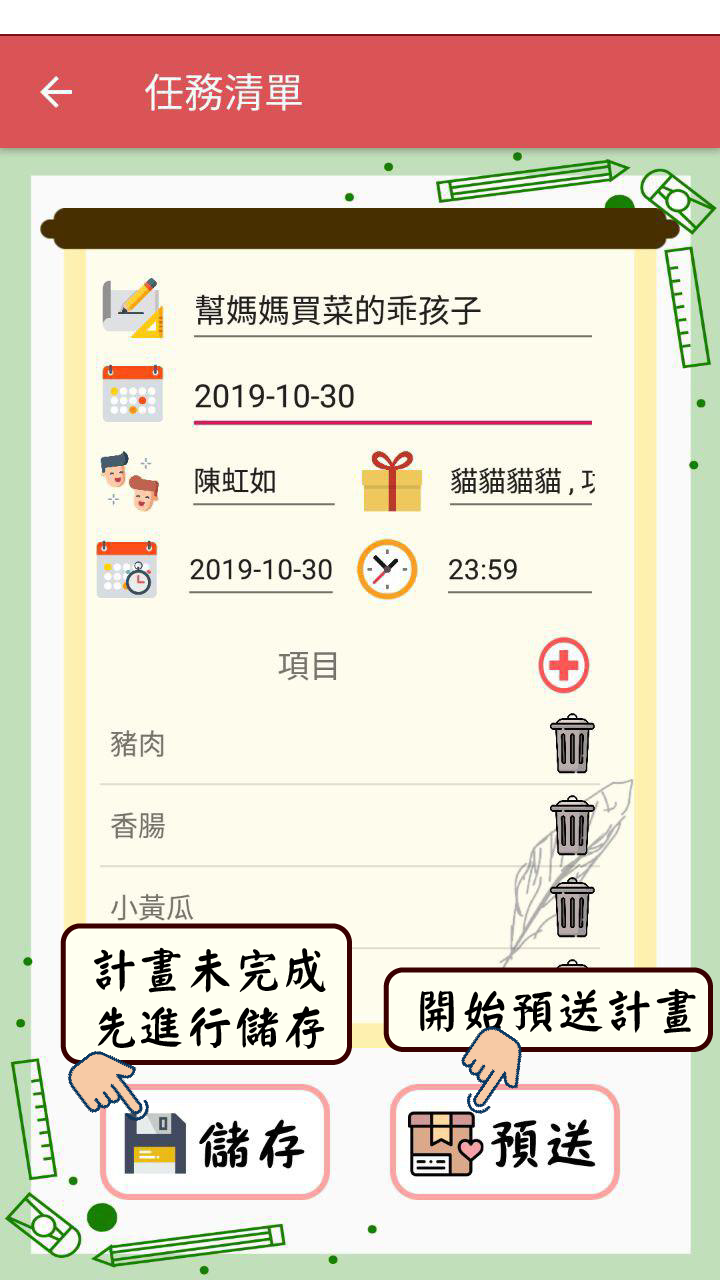 任務清單
幫媽媽買菜的乖孩子
2019-10-30
陳虹如
貓貓貓貓 ,
2019-10-30
23:59
項目
豬肉
香腸
小黃瓜
計畫未完成
先進行儲存
開始預送計畫
儲存
預送